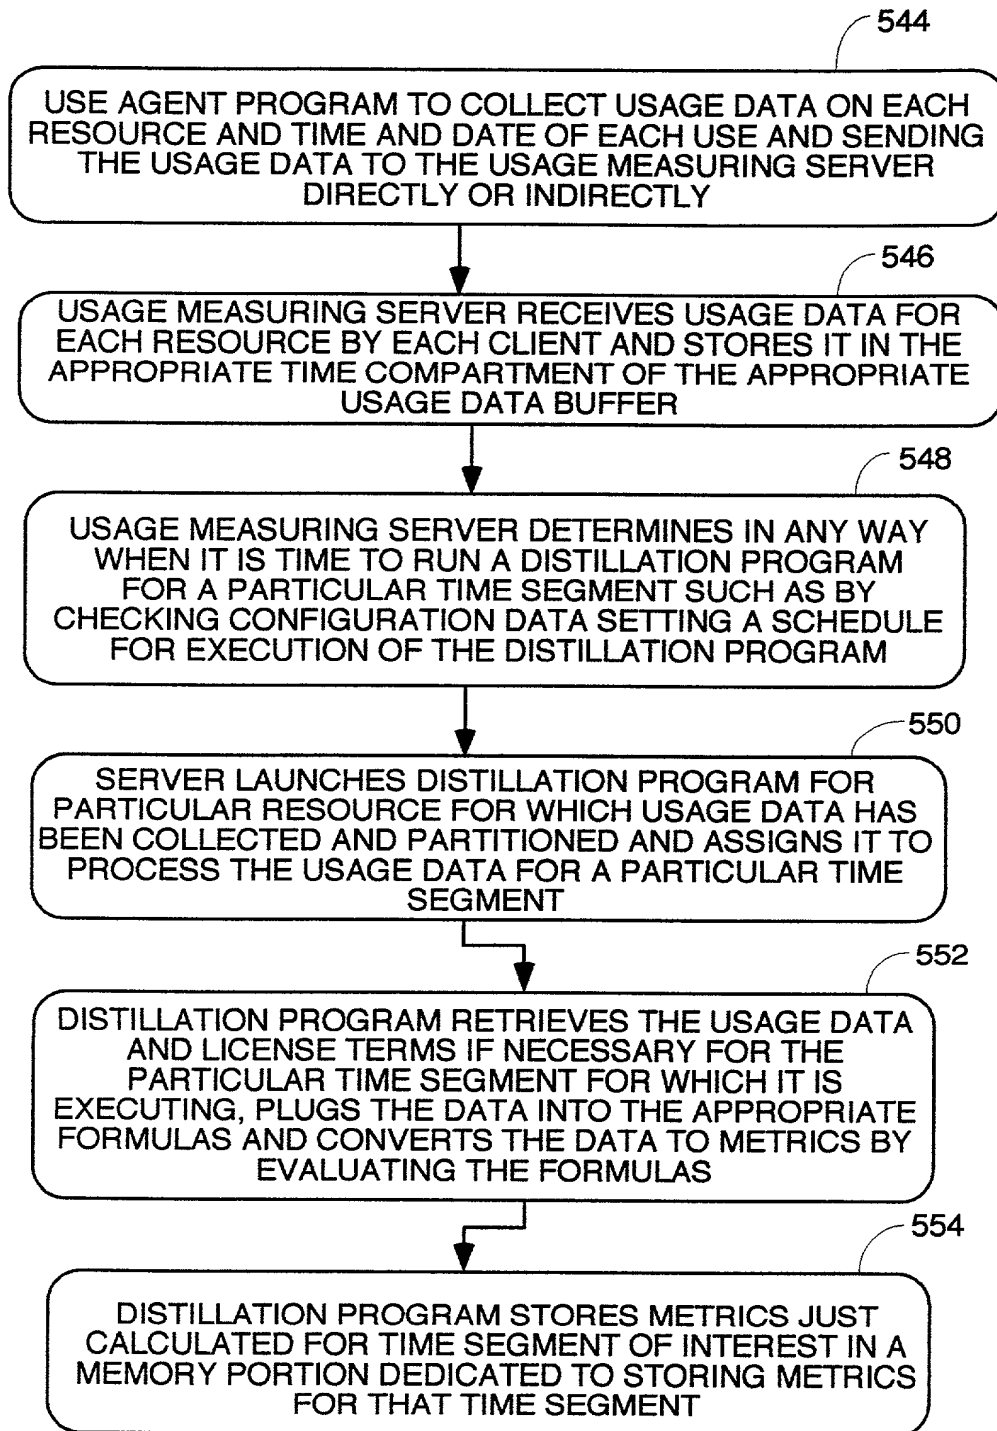 544
USE AGENT PROGRAM TO COLLECT USAGE DATA ON EACH
RESOURCE AND TIME AND DATE OF EACH USE AND SENDING
THE USAGE DATA TO THE USAGE MEASURING SERVER
DIRECTLY OR INDIRECTLY
546
USAGE MEASURING SERVER RECEIVES USAGE DATA FOR
EACH RESOURCE BY EACH CLIENT AND STORES IT IN THE
APPROPRIATE TIME COMPARTMENT OF THE APPROPRIATE
USAGE DATA BUFFER
548
USAGE MEASURING SERVER DETERMINES IN ANY WAY
WHEN IT IS TIME TO RUN A DISTILLATION PROGRAM
FOR A PARTICULAR TIME SEGMENT SUCH AS BY
CHECKING CONFIGURATION DATA SETTING A SCHEDULE
FOR EXECUTION OF THE DISTILLATION PROGRAM
550
SERVER LAUNCHES DISTILLATION PROGRAM FOR
PARTICULAR RESOURCE FOR WHICH USAGE DATA HAS
BEEN COLLECTED AND PARTITIONED AND ASSIGNS IT TO
PROCESS THE USAGE DATA FOR A PARTICULAR TIME
SEGMENT
552
DISTILLATION PROGRAM RETRIEVES THE USAGE DATA
AND LICENSE TERMS IF NECESSARY FOR THE
PARTICULAR TIME SEGMENT FOR WHICH IT IS
EXECUTING, PLUGS THE DATA INTO THE APPROPRIATE
FORMULAS AND CONVERTS THE DATA TO METRICS BY
EVALUATING THE FORMULAS
554
DISTILLATION PROGRAM STORES METRICS JUST
CALCULATED FOR TIME SEGMENT OF INTEREST IN A
MEMORY PORTION DEDICATED TO STORING METRICS
FOR THAT TIME SEGMENT